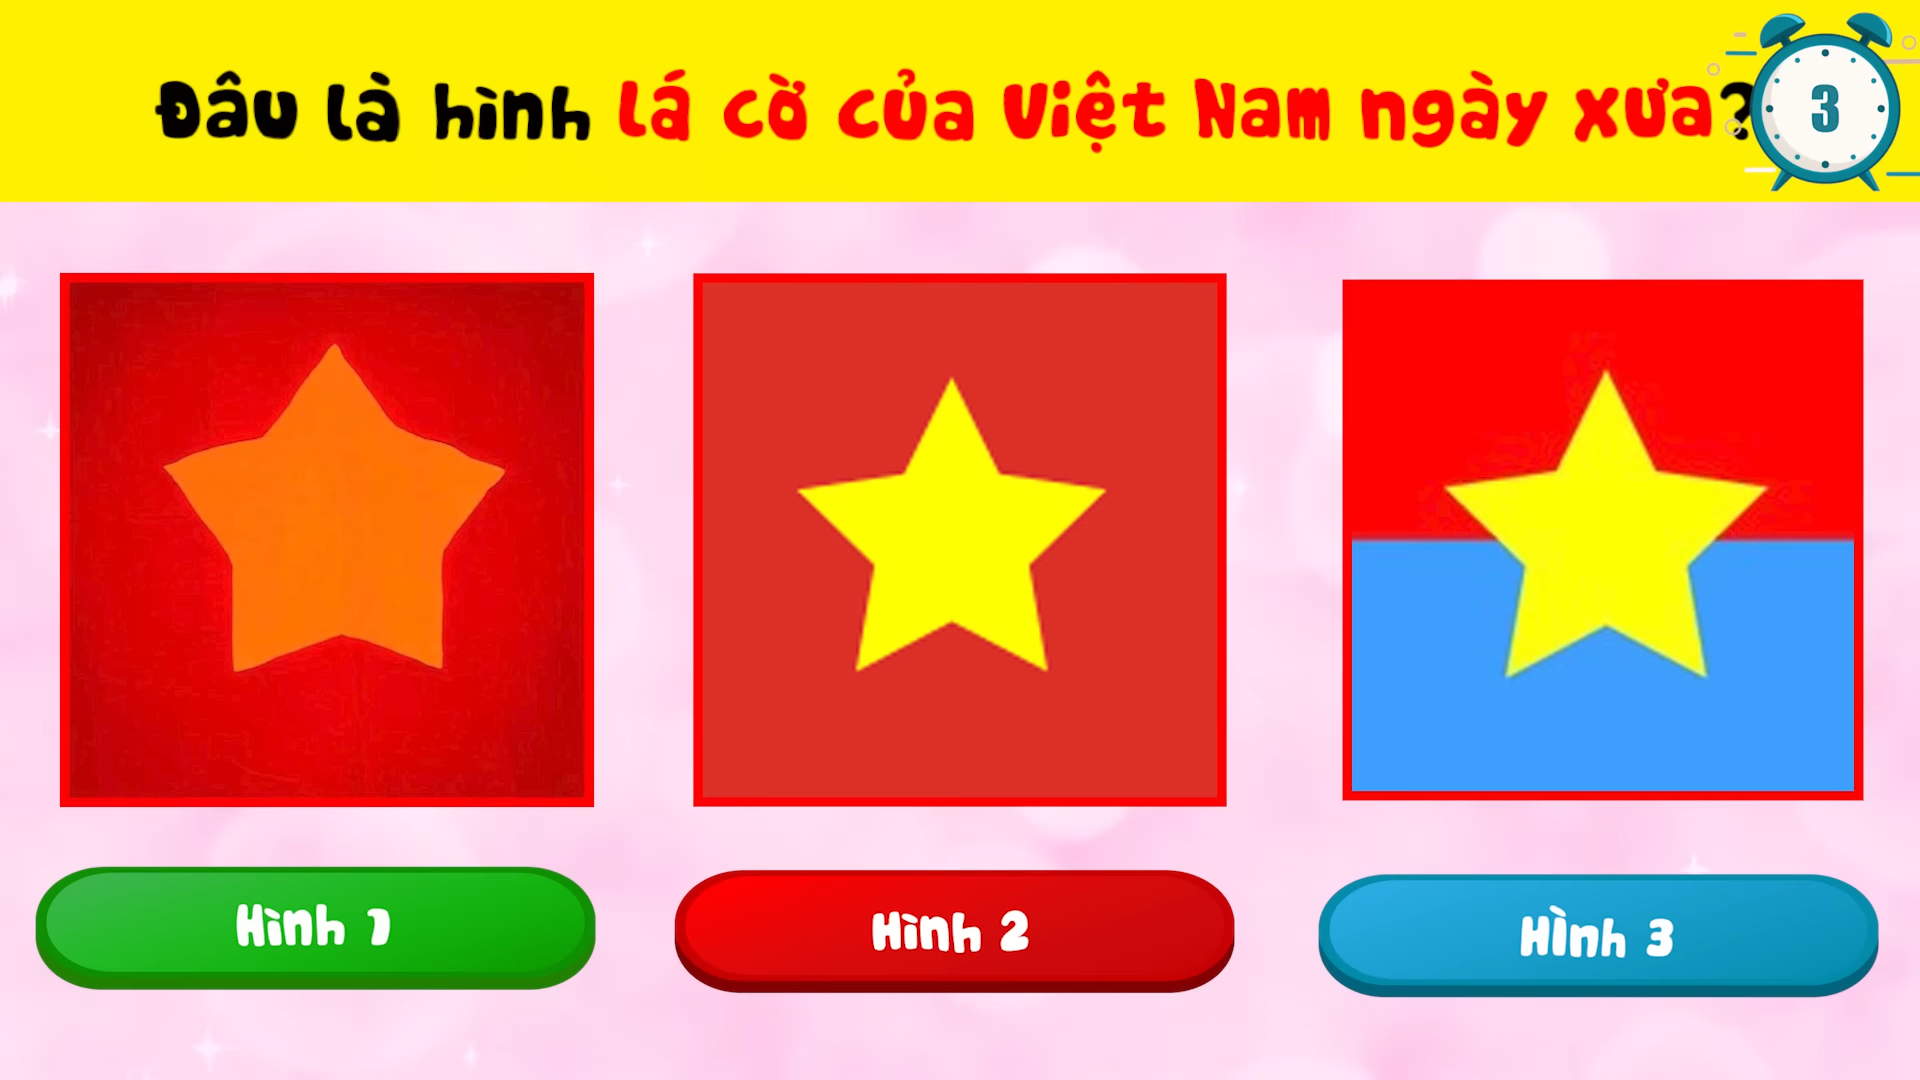 Đâu là hình lá cờ của Việt Nam ngày xưa?
3
Hình 1
Hình 2
HÌnh 3